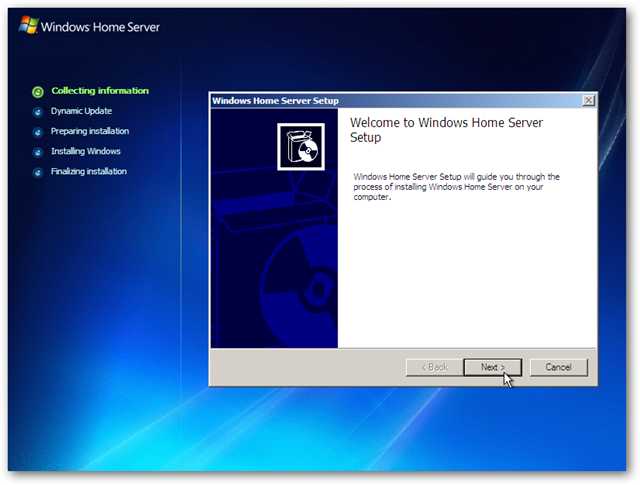 Windows Home Server
Collecting information
Dynamic Update
Preparing installation
Installing Windows
Finalizing installation
Windows Home Server Setup
Welcome to Windows Home Server
Setup
Windows Home Server Setup will guide you through the
process of installing Windows Home Server on your
computer.
< Back
Next >
Cancel